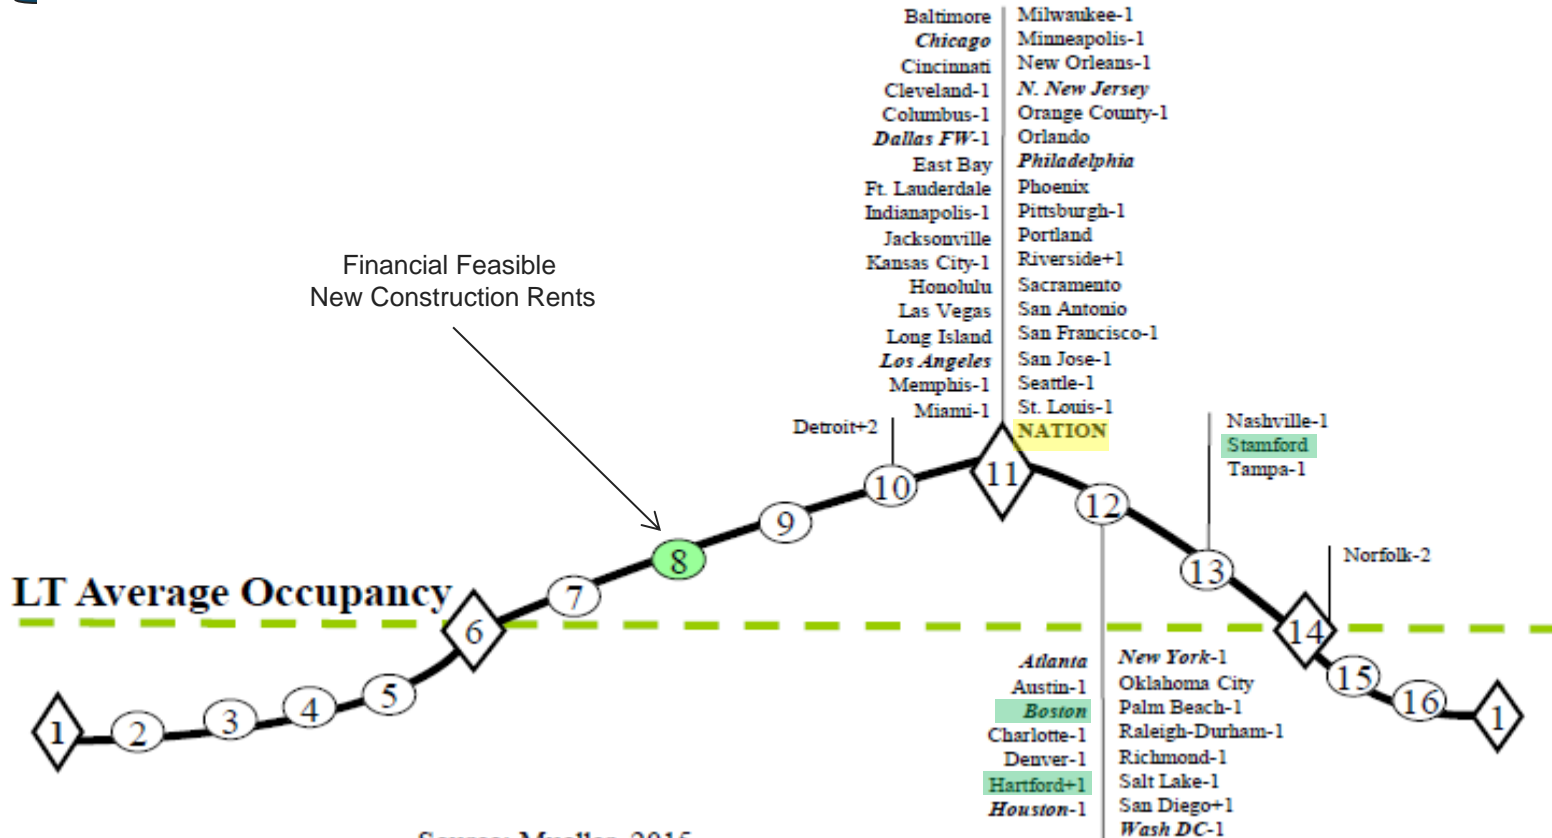 Baltimore
Chicago
Cincinnati
Cleveland-1
Columbus-1
Dallas FW-1
East Bay
Ft. Lauderdale
Indianapolis-1
Jacksonville
Kansas City-1
Honolulu
Las Vegas
Long Island
Los Angeles
Memphis-1
Miami-1
Milwaukee-1
Minneapolis-1
New Orleans-1
N. New Jersey
Orange County-1
Orlando
Philadelphia
Phoenix
Pittsburgh-1
Portland
Riverside+1
Sacramento
San Antonio
San Francisco-1
San Jose-1
Seattle-1
St. Louis-1
NATION
Financial Feasible
New Construction Rents
Detroit+2
Nashville-1
Stamford
Tampa-1
Norfolk-2
LT Average Occupancy
1
2
3
4
5
6
7
8
9
10
11
12
13
14
15
16
1
Atlanta
Austin-1
Boston
Charlotte-1
Denver-1
Hartford+1
Houston-1
New York-1
Oklahoma City
Palm Beach-1
Raleigh-Durham-1
Richmond-1
Salt Lake-1
San Diego+1
Wash DC-1
Source: Mueller, 2015